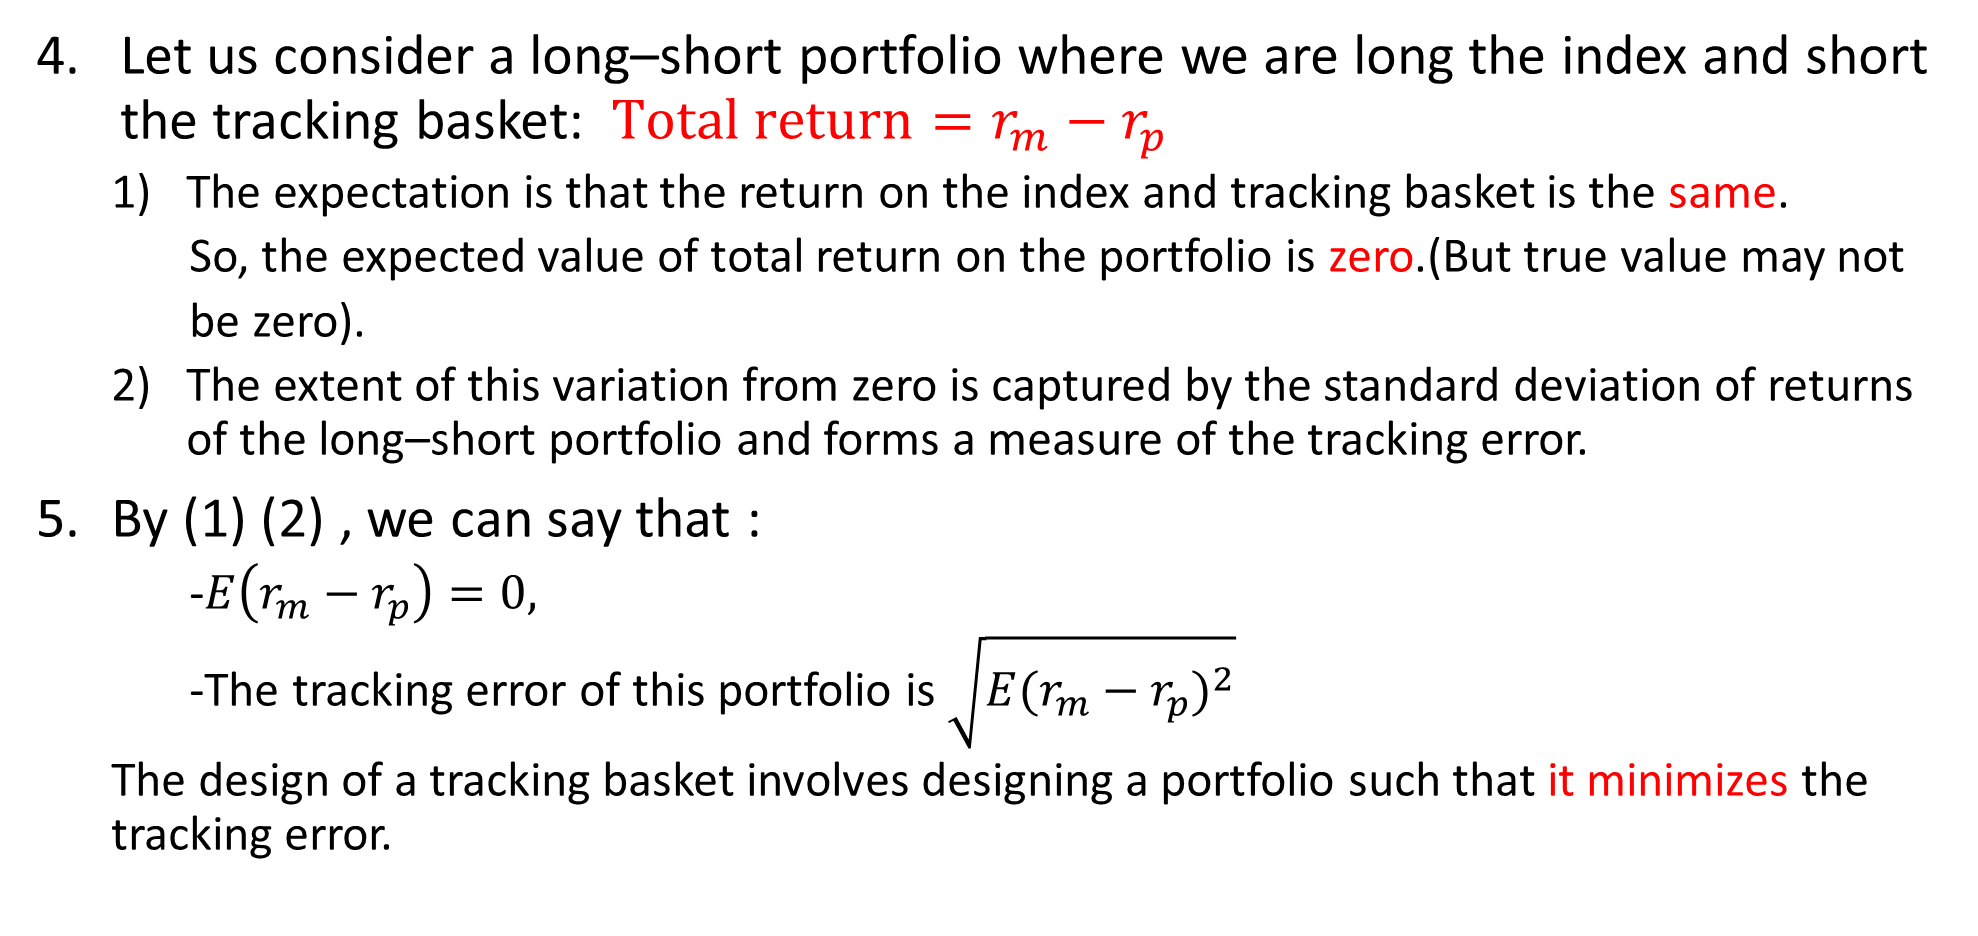 4. Let us consider a long–short portfolio where we are long the index and short
the tracking basket: Total return = rₘ − rₚ
1) The expectation is that the return on the index and tracking basket is the same.
So, the expected value of total return on the portfolio is zero.(But true value may not
be zero).
2) The extent of this variation from zero is captured by the standard deviation of returns
of the long–short portfolio and forms a measure of the tracking error.
5. By (1) (2) , we can say that :
-E(rₘ − rₚ) = 0,
-The tracking error of this portfolio is √E(rₘ − rₚ)²
The design of a tracking basket involves designing a portfolio such that it minimizes the
tracking error.